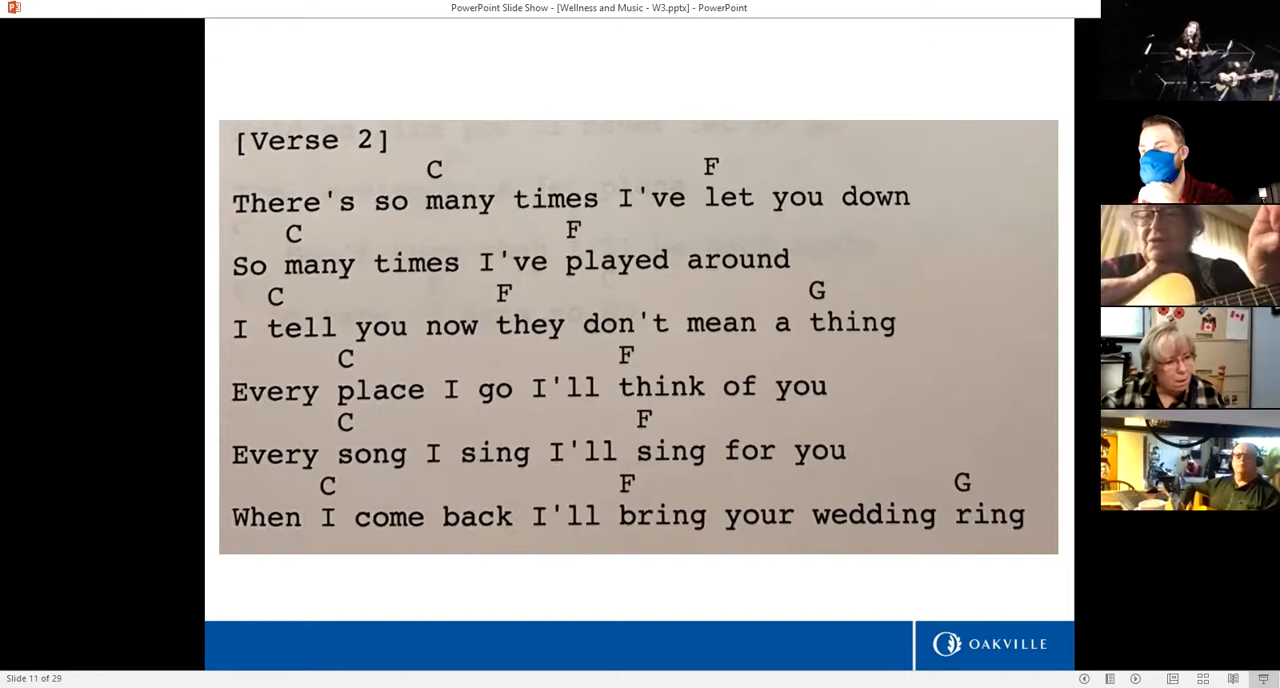 PowerPoint Slide Show - [Wellness and Music - W3.pptx] - PowerPoint
[Verse 2]
C F
There's so many times I've let you down
C F
So many times I've played around
C F G
I tell you now they don't mean a thing
C F
Every place I go I'll think of you
C F
Every song I sing I'll sing for you
C F G
When I come back I'll bring your wedding ring
OAKVILLE
Slide 11 of 29